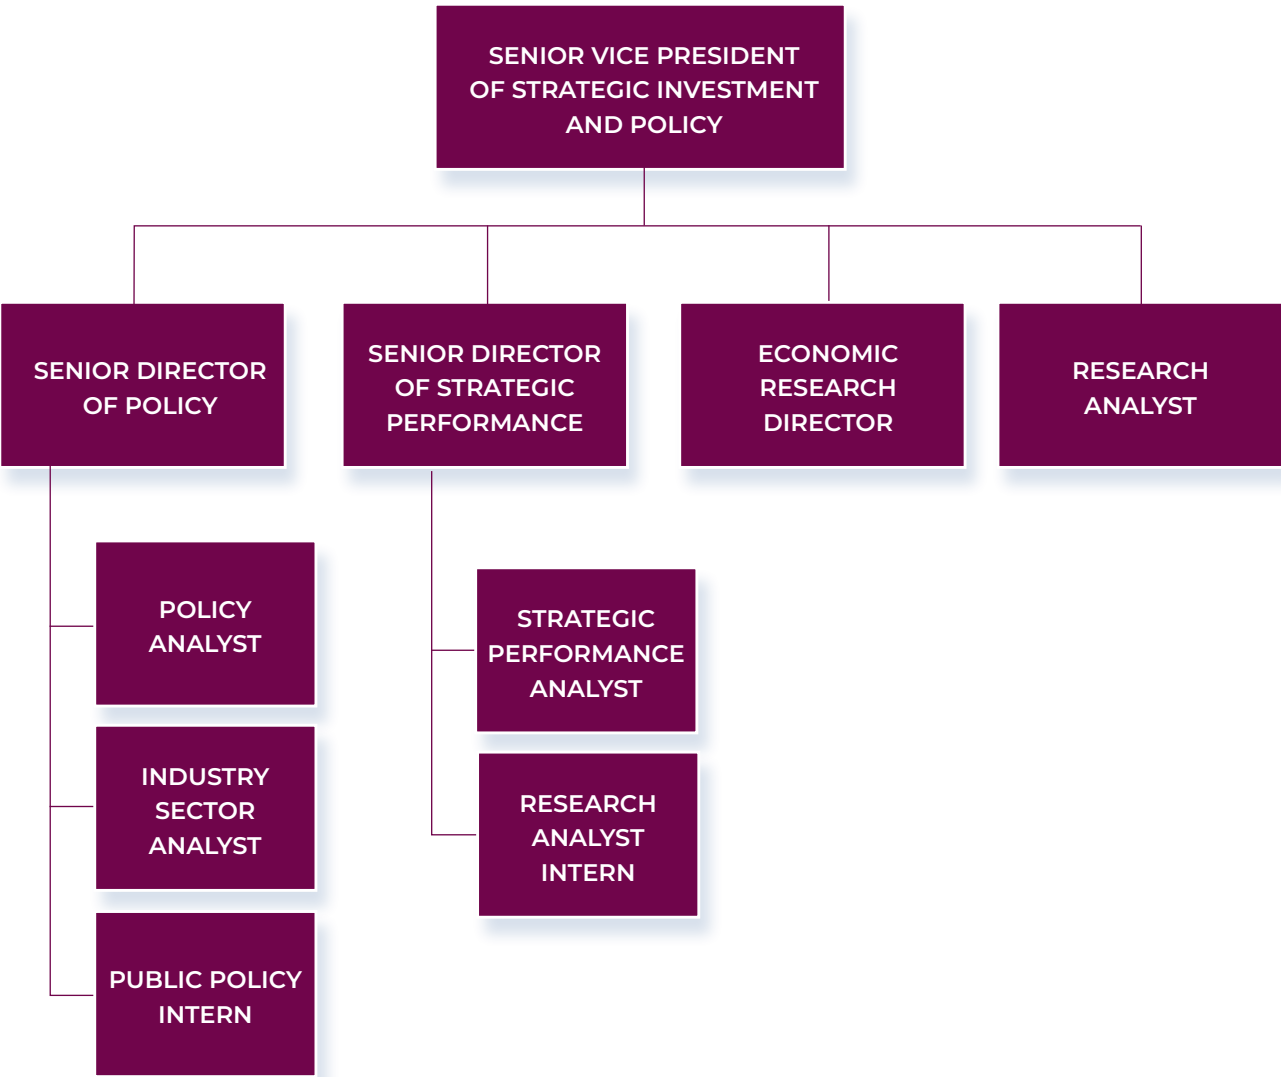 SENIOR VICE PRESIDENT
OF STRATEGIC INVESTMENT
AND POLICY
SENIOR DIRECTOR
OF POLICY
SENIOR DIRECTOR
OF STRATEGIC
PERFORMANCE
ECONOMIC
RESEARCH
DIRECTOR
RESEARCH
ANALYST
POLICY
ANALYST
INDUSTRY
SECTOR
ANALYST
PUBLIC POLICY
INTERN
STRATEGIC
PERFORMANCE
ANALYST
RESEARCH
ANALYST
INTERN